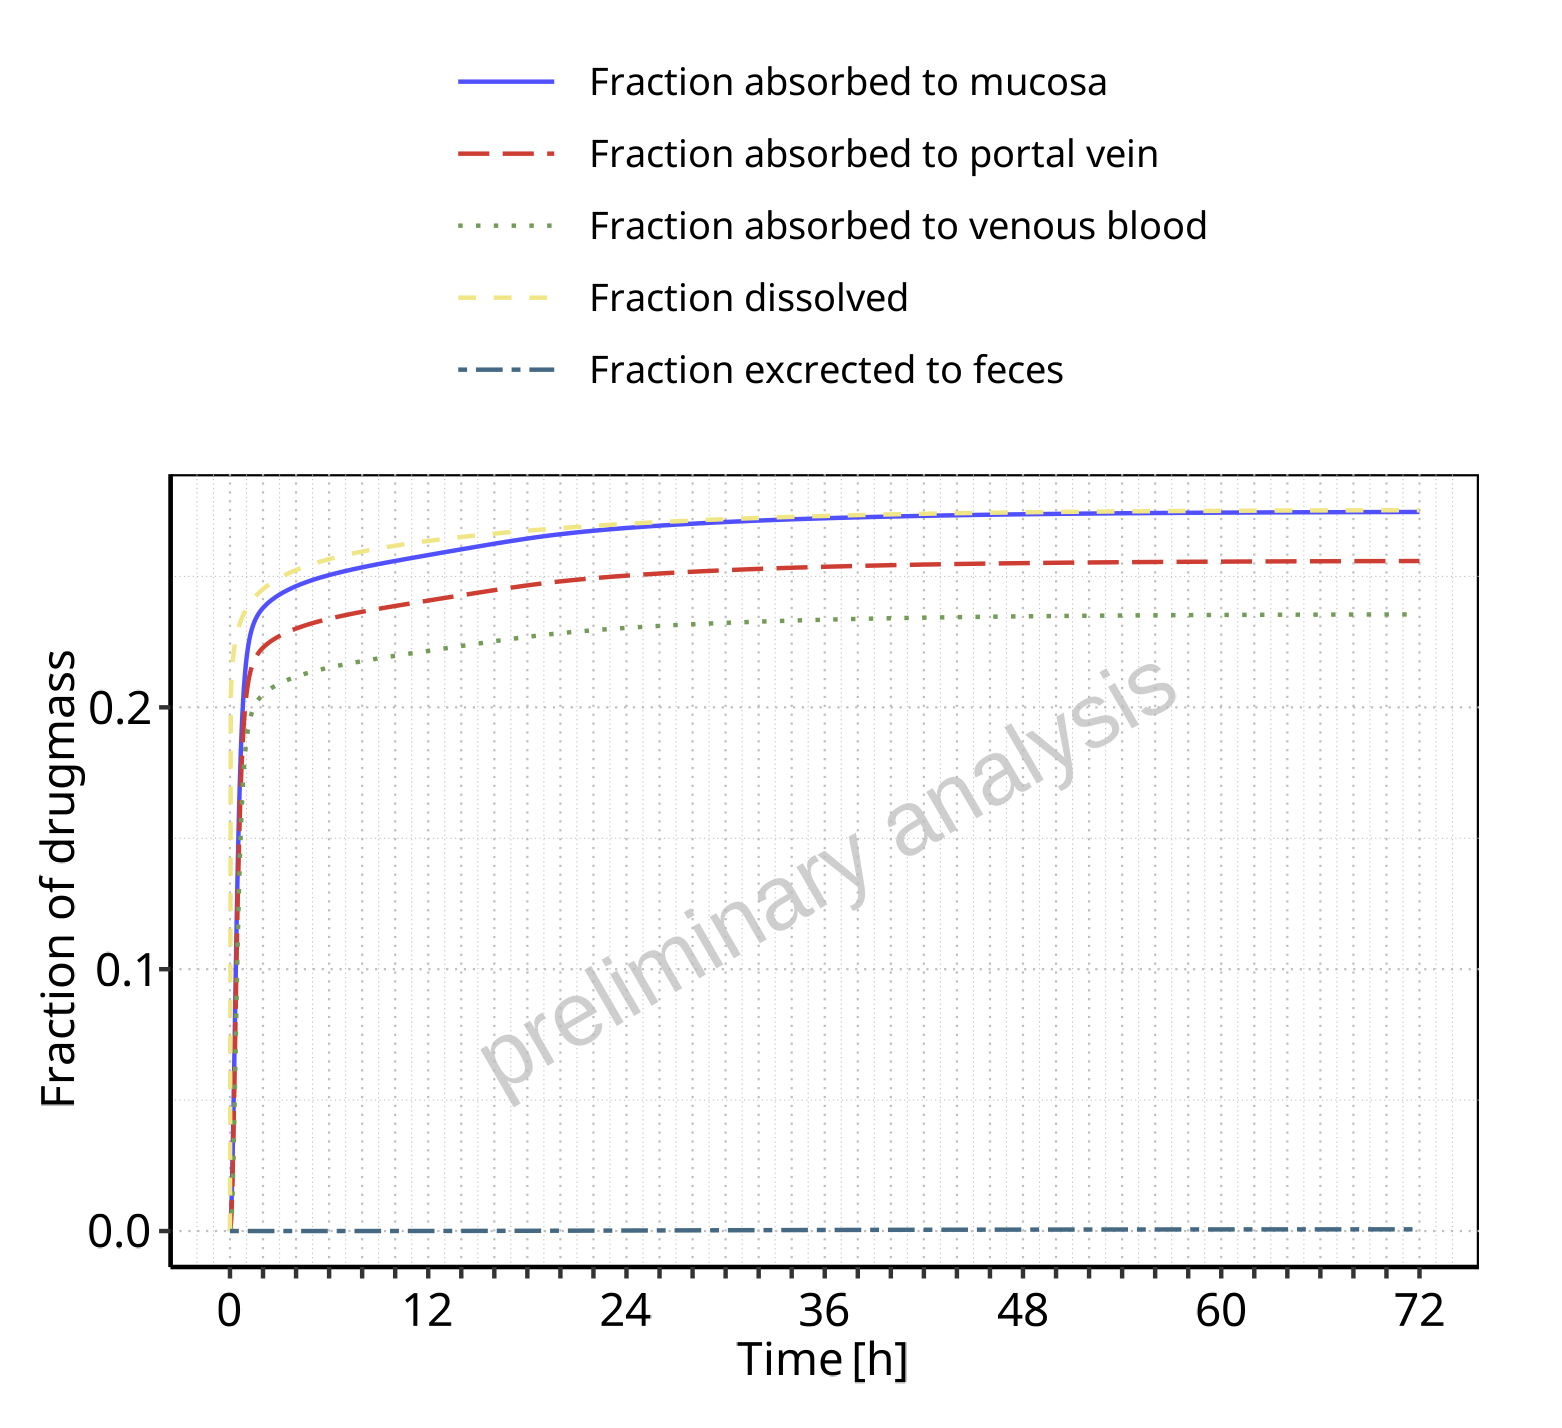 Fraction absorbed to mucosa
Fraction absorbed to portal vein
Fraction absorbed to venous blood
Fraction dissolved
Fraction excrected to feces
Fraction of drugmass
0.2
0.1
0.0
preliminary analysis
0 12 24 36 48 60 72
Time [h]